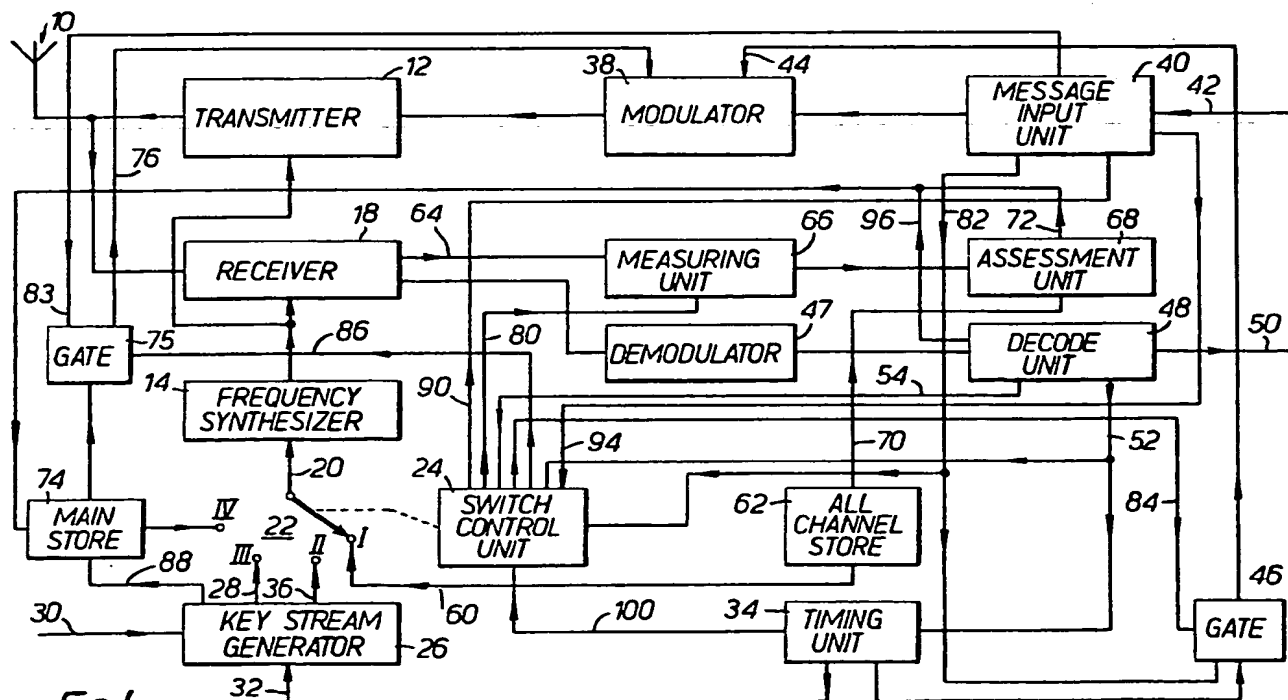 10
12
TRANSMITTER
38
MODULATOR
44
40
MESSAGE
INPUT
UNIT
42
76
18
RECEIVER
64
66
MEASURING
UNIT
96
82
72
68
ASSESSMENT
UNIT
83
75
GATE
86
80
47
DEMODULATOR
48
DECODE
UNIT
50
14
FREQUENCY
SYNTHESIZER
90
54
20
94
70
52
74
MAIN
STORE
IV
22
III
II
I
24
SWITCH
CONTROL
UNIT
62
ALL
CHANNEL
STORE
84
88
28
36
60
46
GATE
30
KEY STREAM
GENERATOR
26
100
34
TIMING
UNIT
32